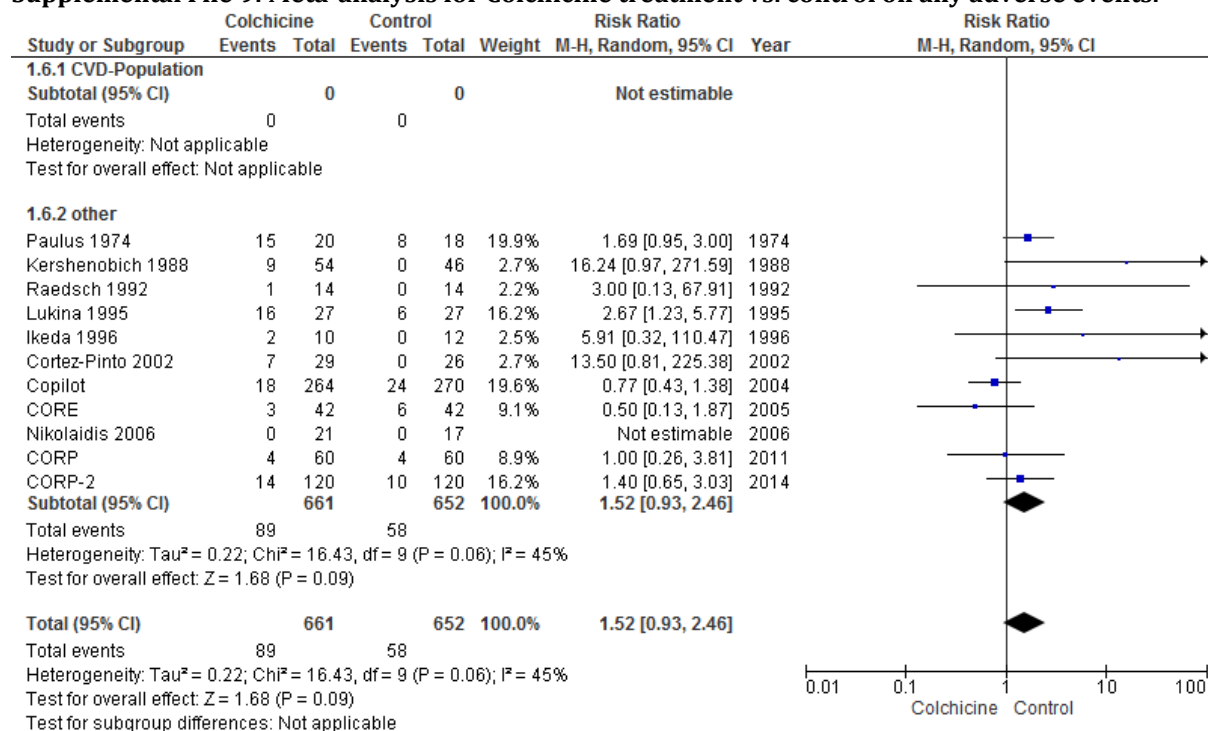 Supplemental File 9. Meta-analysis for Colchicine treatment vs. control on any adverse events.
Colchicine Control Risk Ratio Risk Ratio
Study or Subgroup Events Total Events Total Weight M-H, Random, 95% CI Year M-H, Random, 95% CI
1.6.1 CVD-Population
Subtotal (95% CI) 0 0 Not estimable
Total events 0 0
Heterogeneity: Not applicable
Test for overall effect: Not applicable
1.6.2 other
Paulus 1974 15 20 8 18 19.9% 1.69 [0.95, 3.00] 1974
Kershenobich 1988 9 54 0 46 2.7% 16.24 [0.97, 271.59] 1988
Raedsch 1992 1 14 0 14 2.2% 3.00 [0.13, 67.91] 1992
Lukina 1995 16 27 6 27 16.2% 2.67 [1.23, 5.77] 1995
Ikeda 1996 2 10 0 12 2.5% 5.91 [0.32, 110.47] 1996
Cortez-Pinto 2002 7 29 0 26 2.7% 13.50 [0.81, 225.38] 2002
Copilot 18 264 24 270 19.6% 0.77 [0.43, 1.38] 2004
CORE 3 42 6 42 9.1% 0.50 [0.13, 1.87] 2005
Nikolaidis 2006 0 21 0 17 Not estimable 2006
CORP 4 60 4 60 8.9% 1.00 [0.26, 3.81] 2011
CORP-2 14 120 10 120 16.2% 1.40 [0.65, 3.03] 2014
Subtotal (95% CI) 661 652 100.0% 1.52 [0.93, 2.46]
Total events 89 58
Heterogeneity: Tau² = 0.22; Chi² = 16.43, df = 9 (P = 0.06); I² = 45%
Test for overall effect: Z = 1.68 (P = 0.09)
Total (95% CI) 661 652 100.0% 1.52 [0.93, 2.46]
Total events 89 58
Heterogeneity: Tau² = 0.22; Chi² = 16.43, df = 9 (P = 0.06); I² = 45%
Test for overall effect: Z = 1.68 (P = 0.09)
Test for subgroup differences: Not applicable
0.01 0.1 1 10 100
Colchicine Control